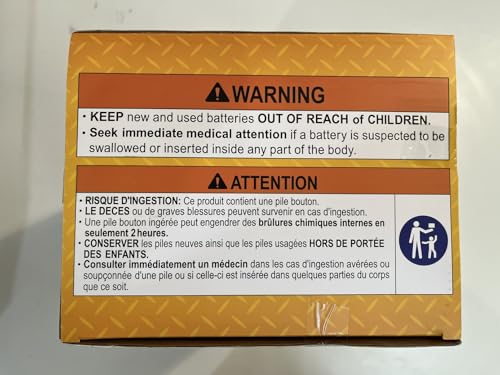 ⚠WARNING
• KEEP new and used batteries OUT OF REACH of CHILDREN.
• Seek immediate medical attention if a battery is suspected to be
swallowed or inserted inside any part of the body.
⚠ATTENTION
• RISQUE D'INGESTION: Ce produit contient une pile bouton.
• LE DECES ou de graves blessures peuvent survenir en cas d'ingestion.
• Une pile bouton ingérée peut engendrer des brûlures chimiques internes en
seulement 2 heures.
• CONSERVER les piles neuves ainsi que les piles usagées HORS DE PORTÉE
DES ENFANTS.
• Consulter immédiatement un médecin dans les cas d'ingestion avérées ou
soupçonnée d'une pile ou si celle-ci est insérée dans quelques parties du corps
que ce soit.